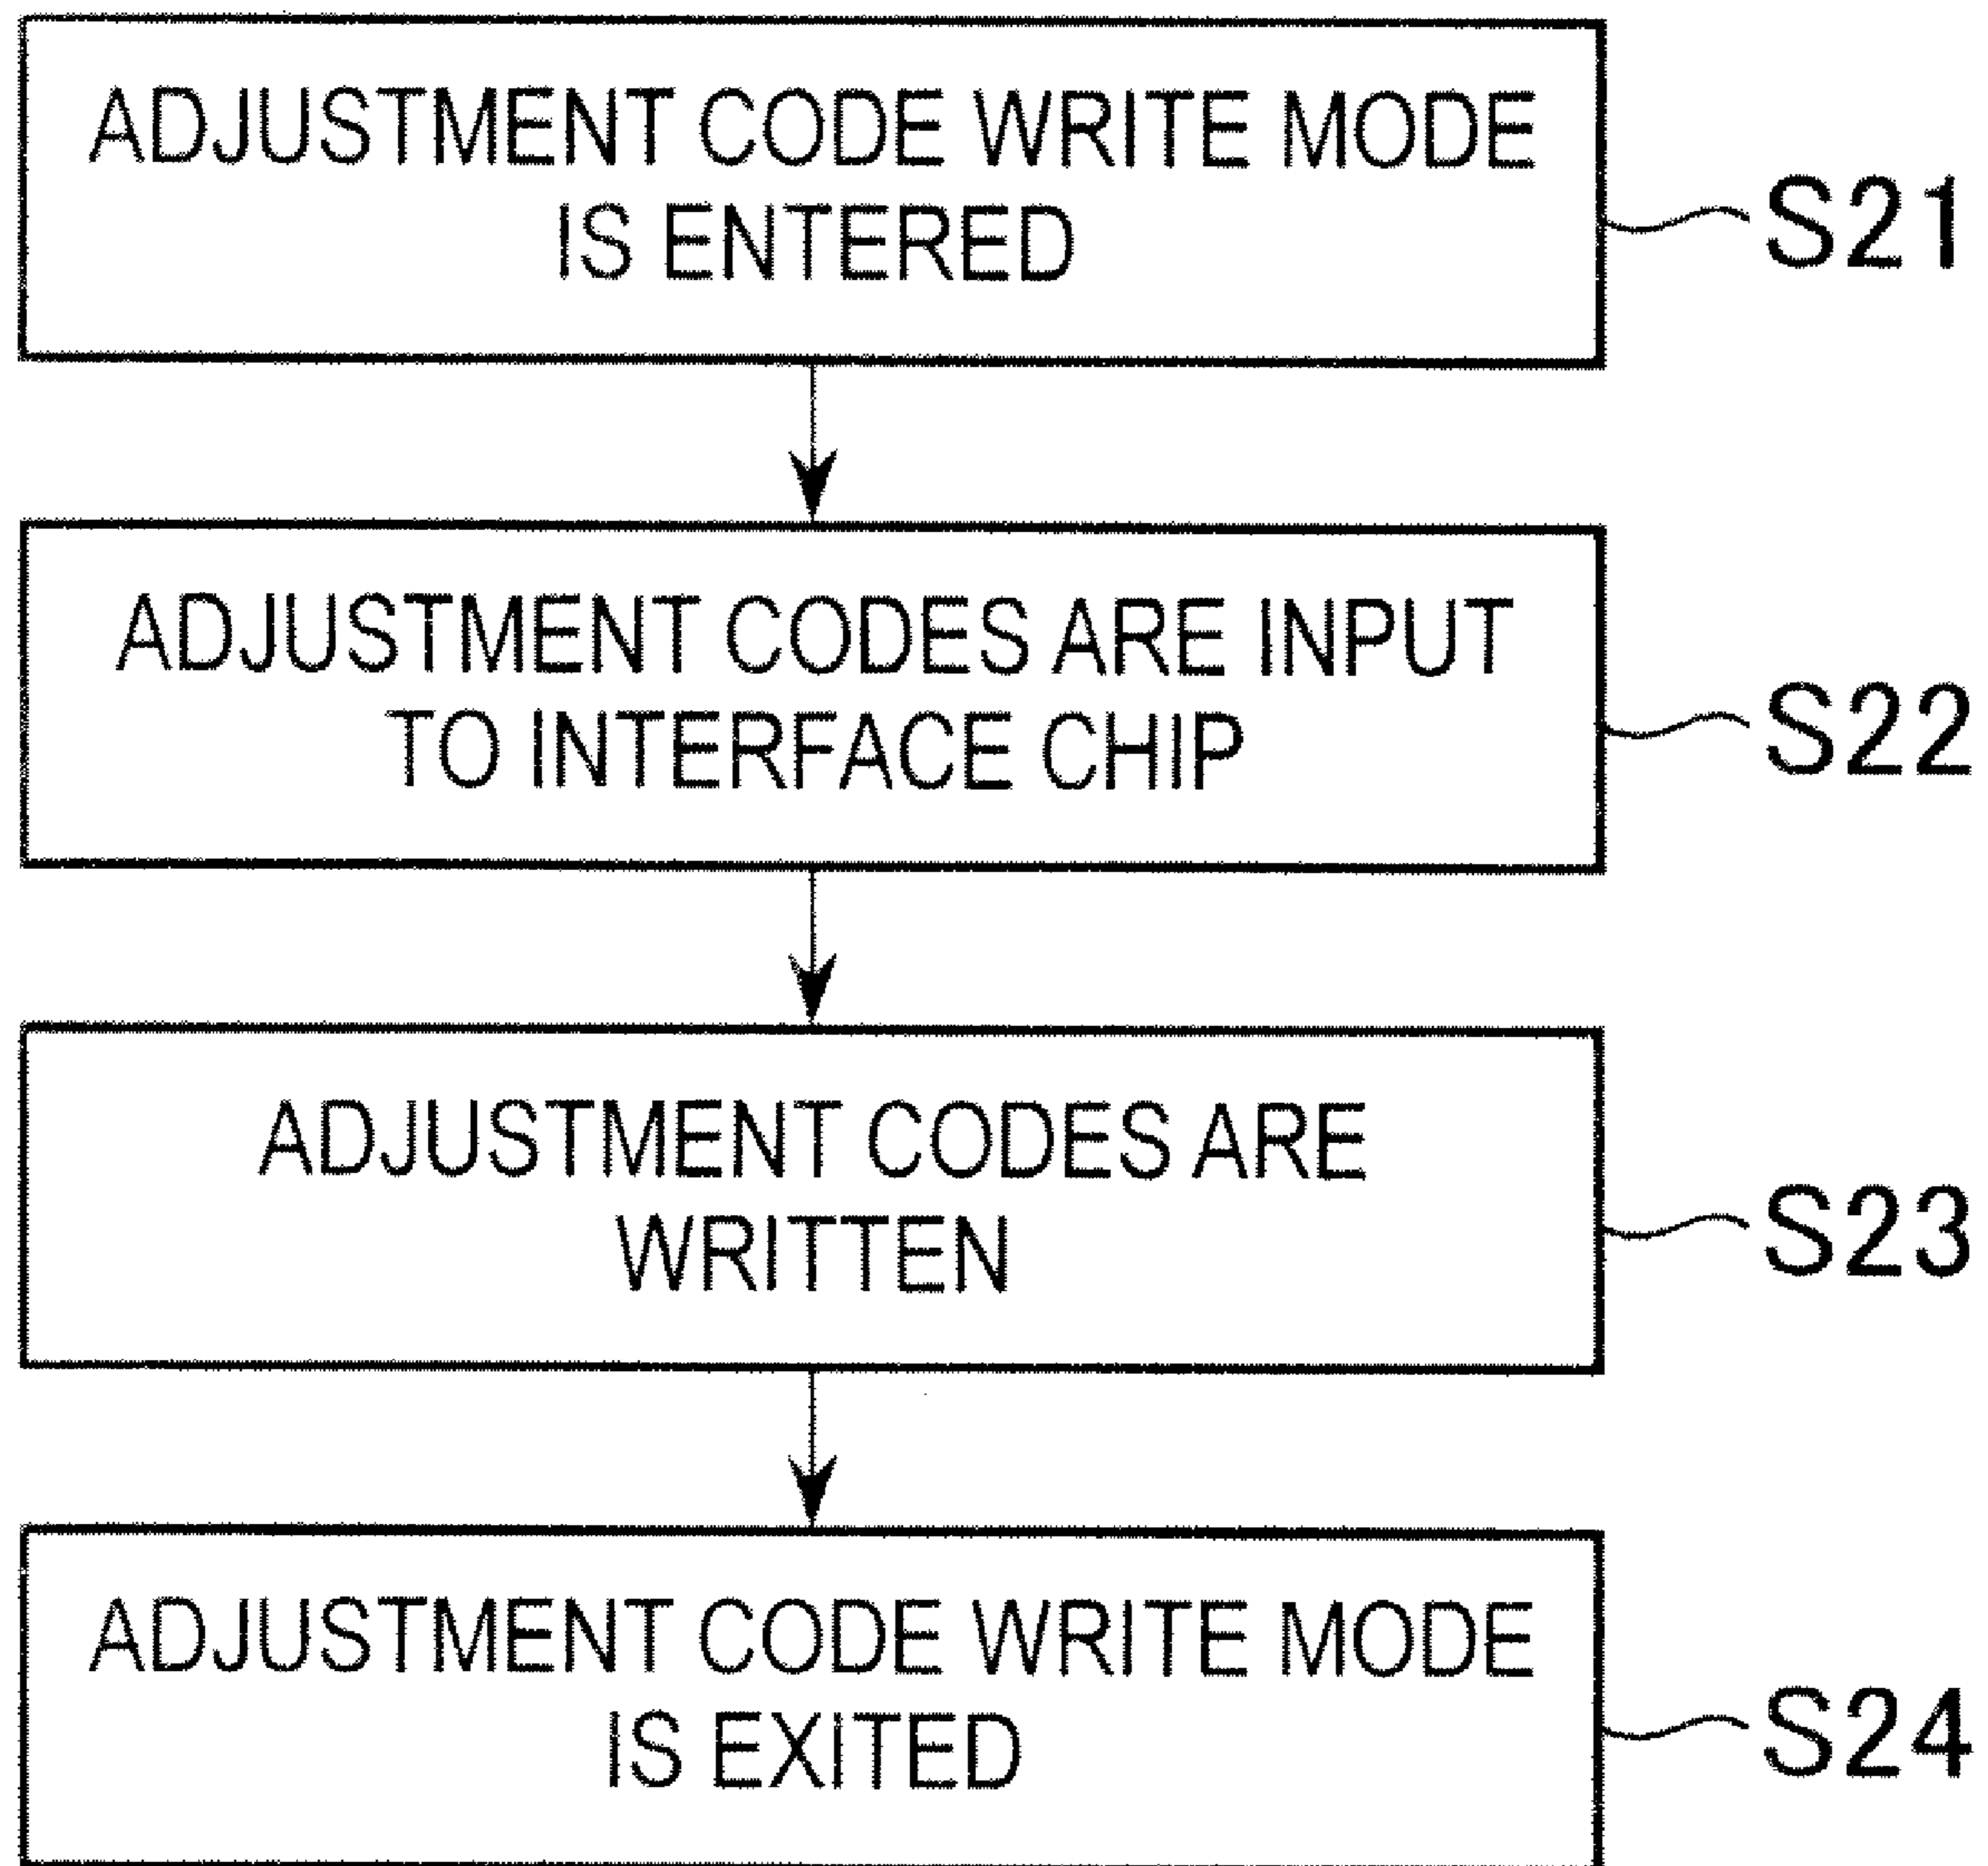 ADJUSTMENT CODE WRITE MODE
IS ENTERED
S21
ADJUSTMENT CODES ARE INPUT
TO INTERFACE CHIP
S22
ADJUSTMENT CODES ARE
WRITTEN
S23
ADJUSTMENT CODE WRITE MODE
IS EXITED
S24